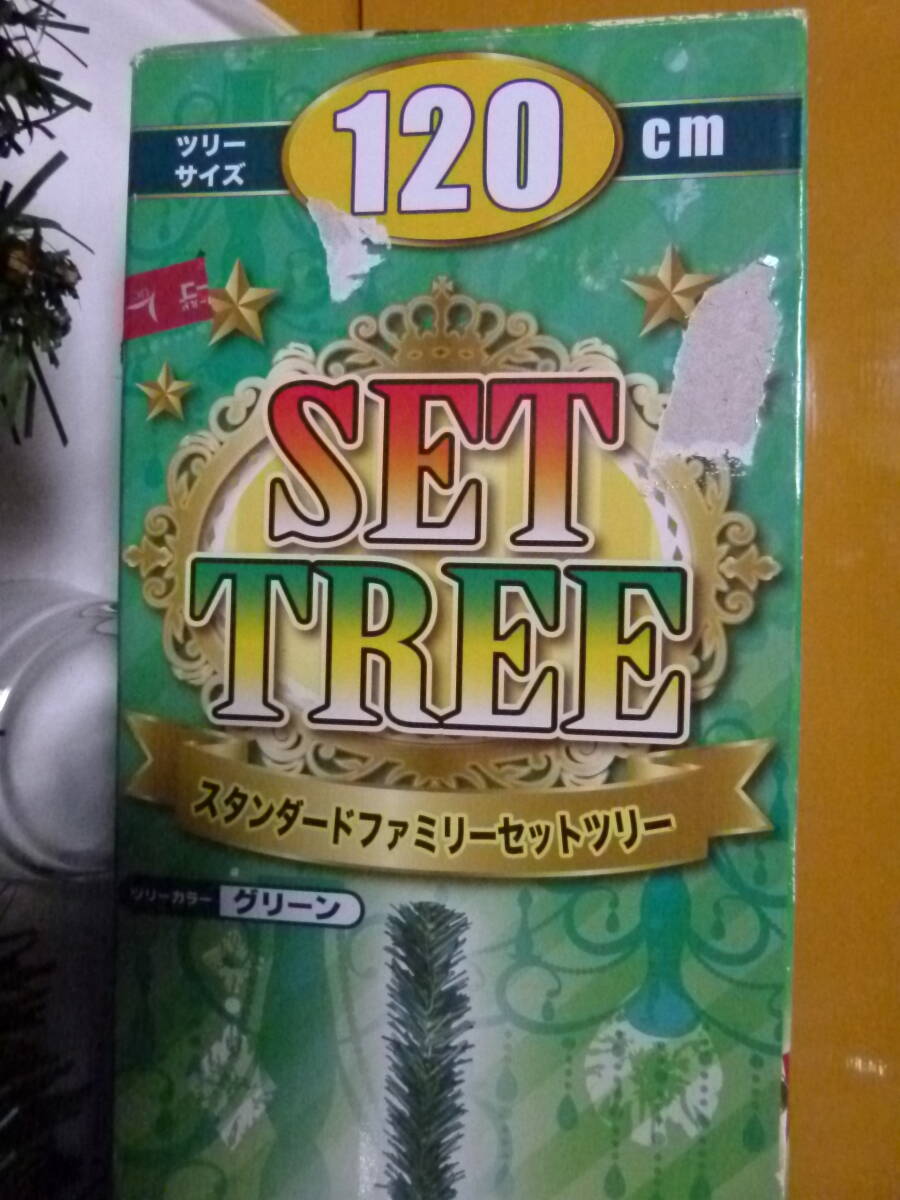 ツリー
サイズ
120
cm
SET
TREE
スタンダードファミリーセットツリー
ツリーカラー グリーン